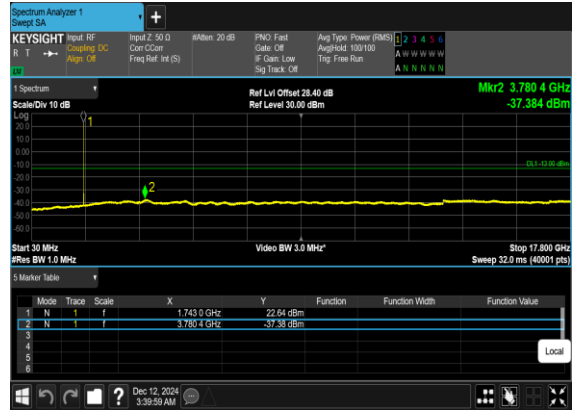 Spectrum Analyzer 1
Swept SA
+
KEYSIGHT Input: RF Input Z: 50 Ω #Atten: 20 dB PNO: Fast Avg Type: Power (RMS) 1 2 3 4 5 6
R T Coupling: DC Corr CCorr Gate: Off Avg|Hold: 100/100 A W W W W W
Align: Off Freq Ref: Int (S) IF Gain: Low Trig: Free Run
Sig Track: Off A N N N N N
1 Spectrum Ref Lvl Offset 28.40 dB Mkr2 3.780 4 GHz
Scale/Div 10 dB Ref Level 30.00 dBm -37.384 dBm
Log
1
20.0
10.0
0.00
-10.0
DL1 -13.00 dBm
-20.0
-30.0
2
-40.0
-50.0
-60.0
Start 30 MHz Video BW 3.0 MHz* Stop 17.800 GHz
#Res BW 1.0 MHz Sweep 32.0 ms (40001 pts)
5 Marker Table
Mode Trace Scale X Y Function Function Width Function Value
1 N 1 f 1.743 0 GHz 22.64 dBm
2 N 1 f 3.780 4 GHz -37.38 dBm
3
4
5
6
Local
? Dec 12, 2024
3:39:59 AM